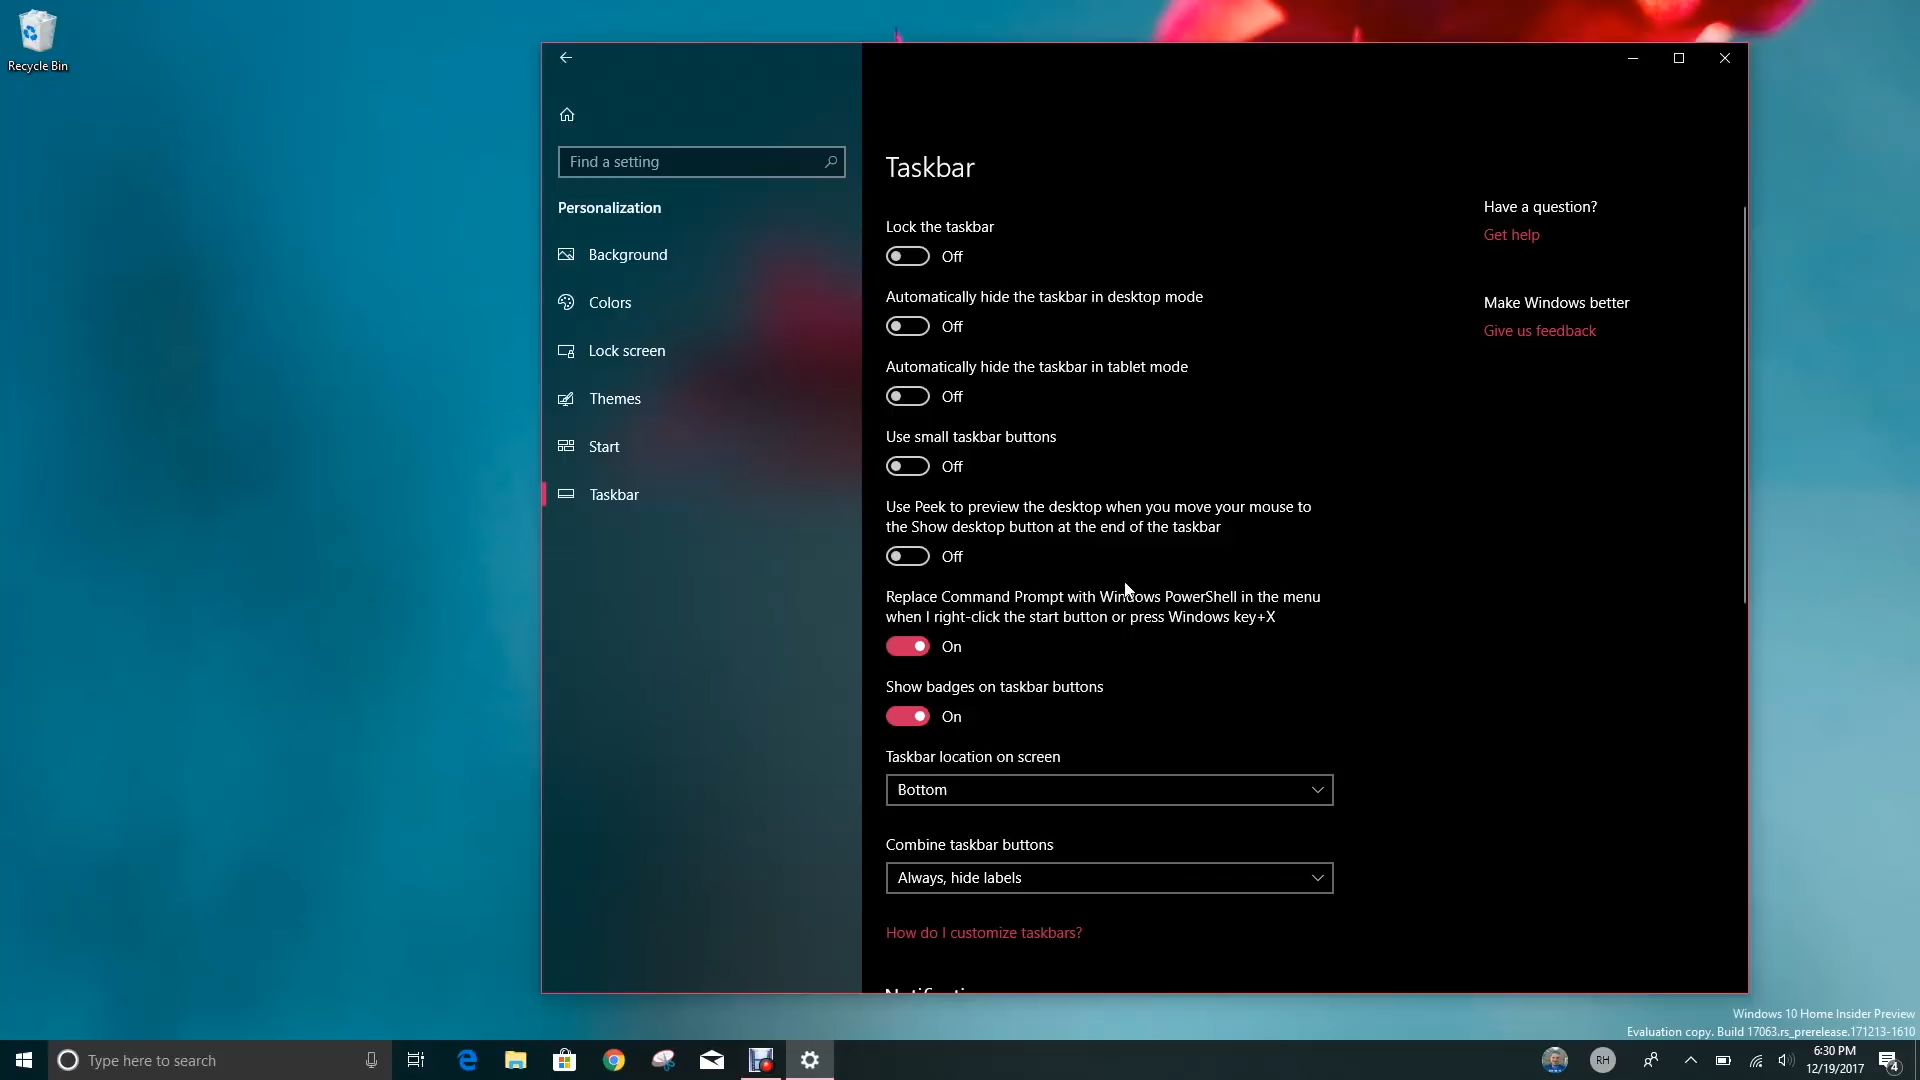 Recycle Bin
Find a setting
Personalization
Background
Colors
Lock screen
Themes
Start
Taskbar
Taskbar
Lock the taskbar
Off
Automatically hide the taskbar in desktop mode
Off
Automatically hide the taskbar in tablet mode
Off
Use small taskbar buttons
Off
Use Peek to preview the desktop when you move your mouse to
the Show desktop button at the end of the taskbar
Off
Replace Command Prompt with Windows PowerShell in the menu
when I right-click the start button or press Windows key+X
On
Show badges on taskbar buttons
On
Taskbar location on screen
Bottom
Combine taskbar buttons
Always, hide labels
How do I customize taskbars?
Have a question?
Get help
Make Windows better
Give us feedback
Windows 10 Home Insider Preview
Evaluation copy. Build 17063.rs_prerelease.171213-1610
Type here to search
RH
6:30 PM
12/19/2017
4